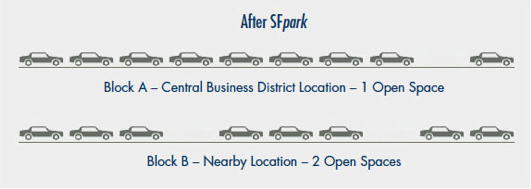 After SFpark
Block A – Central Business District Location – 1 Open Space
Block B – Nearby Location – 2 Open Spaces